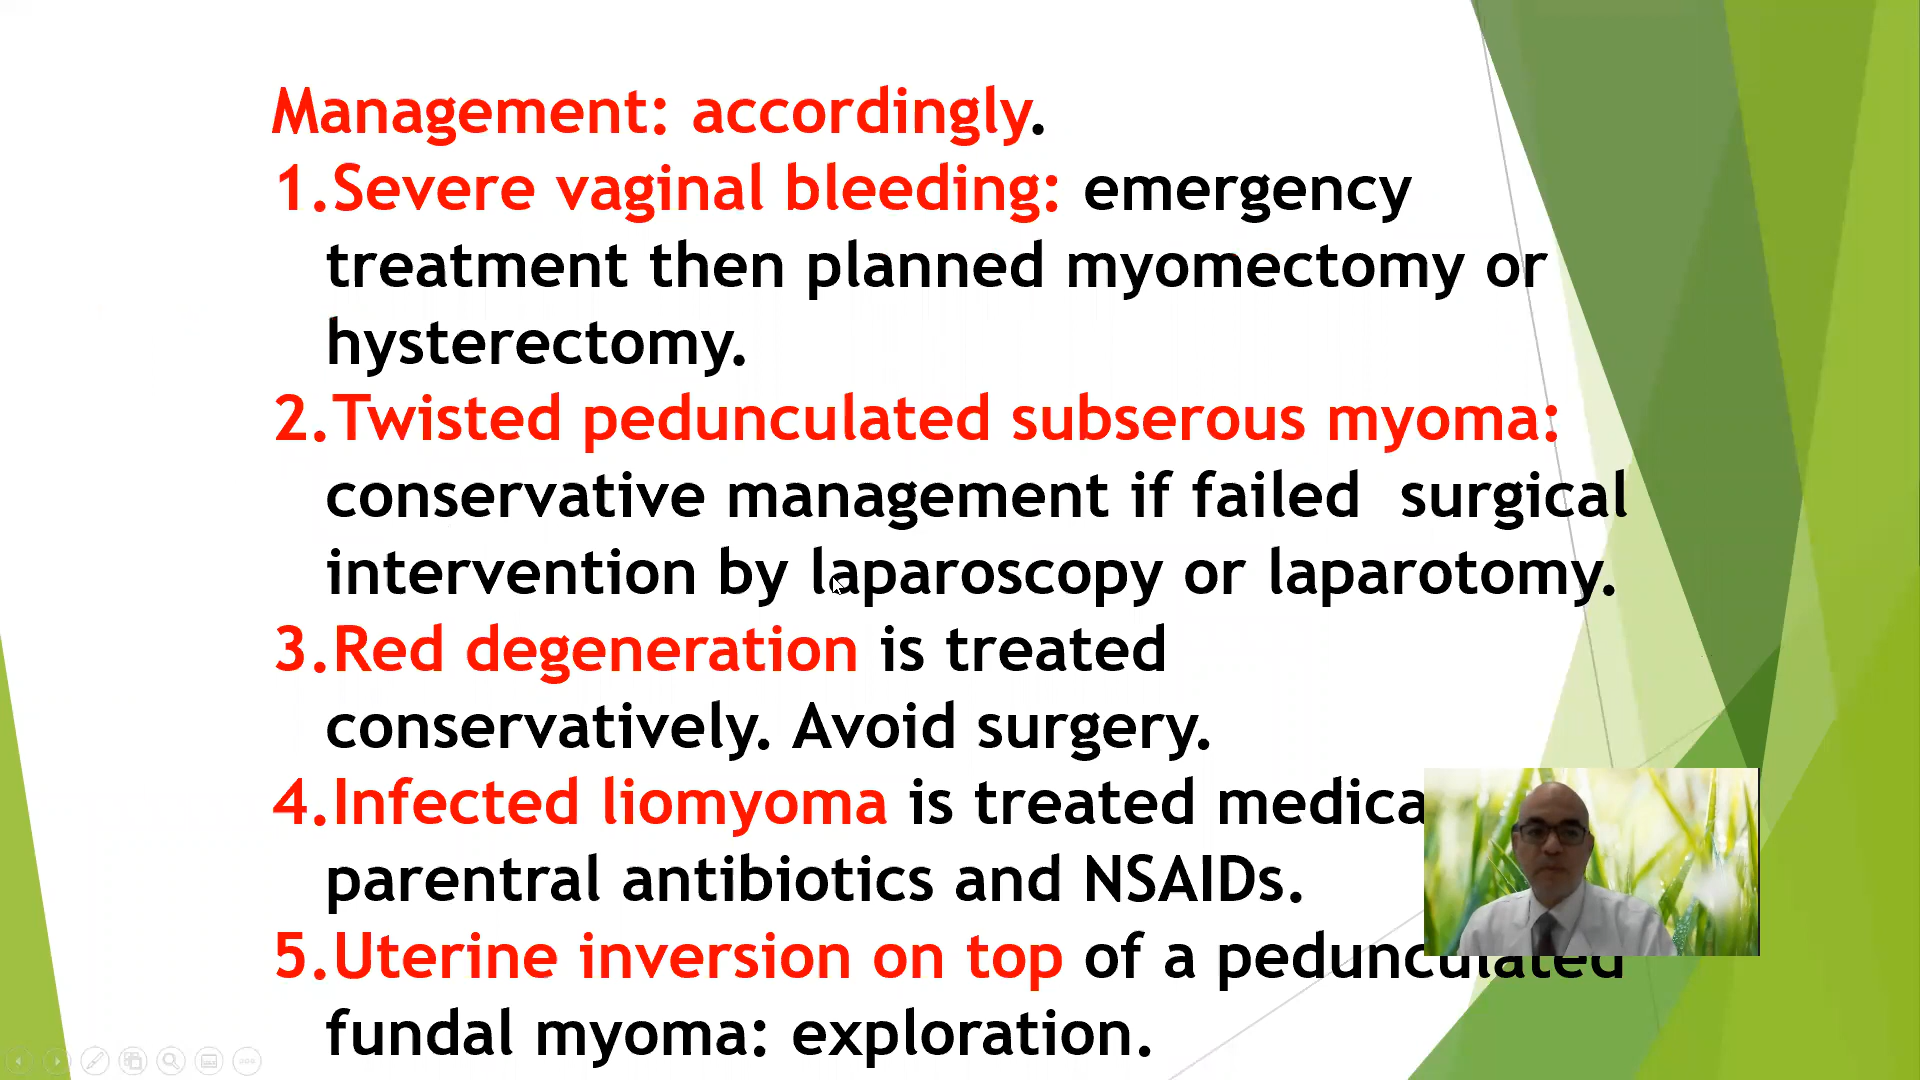 Management: accordingly.
1.Severe vaginal bleeding: emergency
treatment then planned myomectomy or
hysterectomy.
2.Twisted pedunculated subserous myoma:
conservative management if failed  surgical
intervention by laparoscopy or laparotomy.
3.Red degeneration is treated
conservatively. Avoid surgery.
4.Infected liomyoma is treated
parentral antibiotics and NSAIDs.
5.Uterine inversion on top of a pedunculated
fundal myoma: exploration.